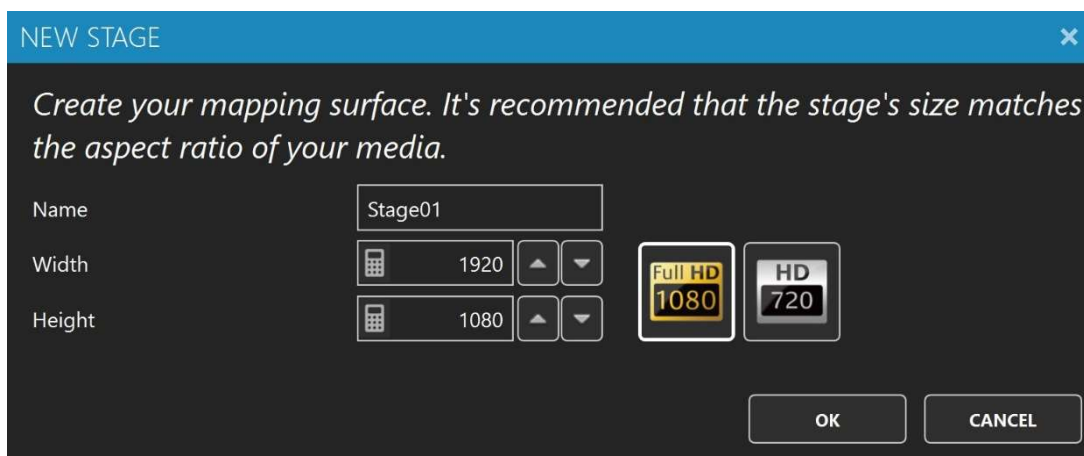 NEW STAGE
Create your mapping surface. It's recommended that the stage's size matches
the aspect ratio of your media.
Name Stage01
Width 1920
Height 1080
Full HD 1080
HD 720
OK CANCEL